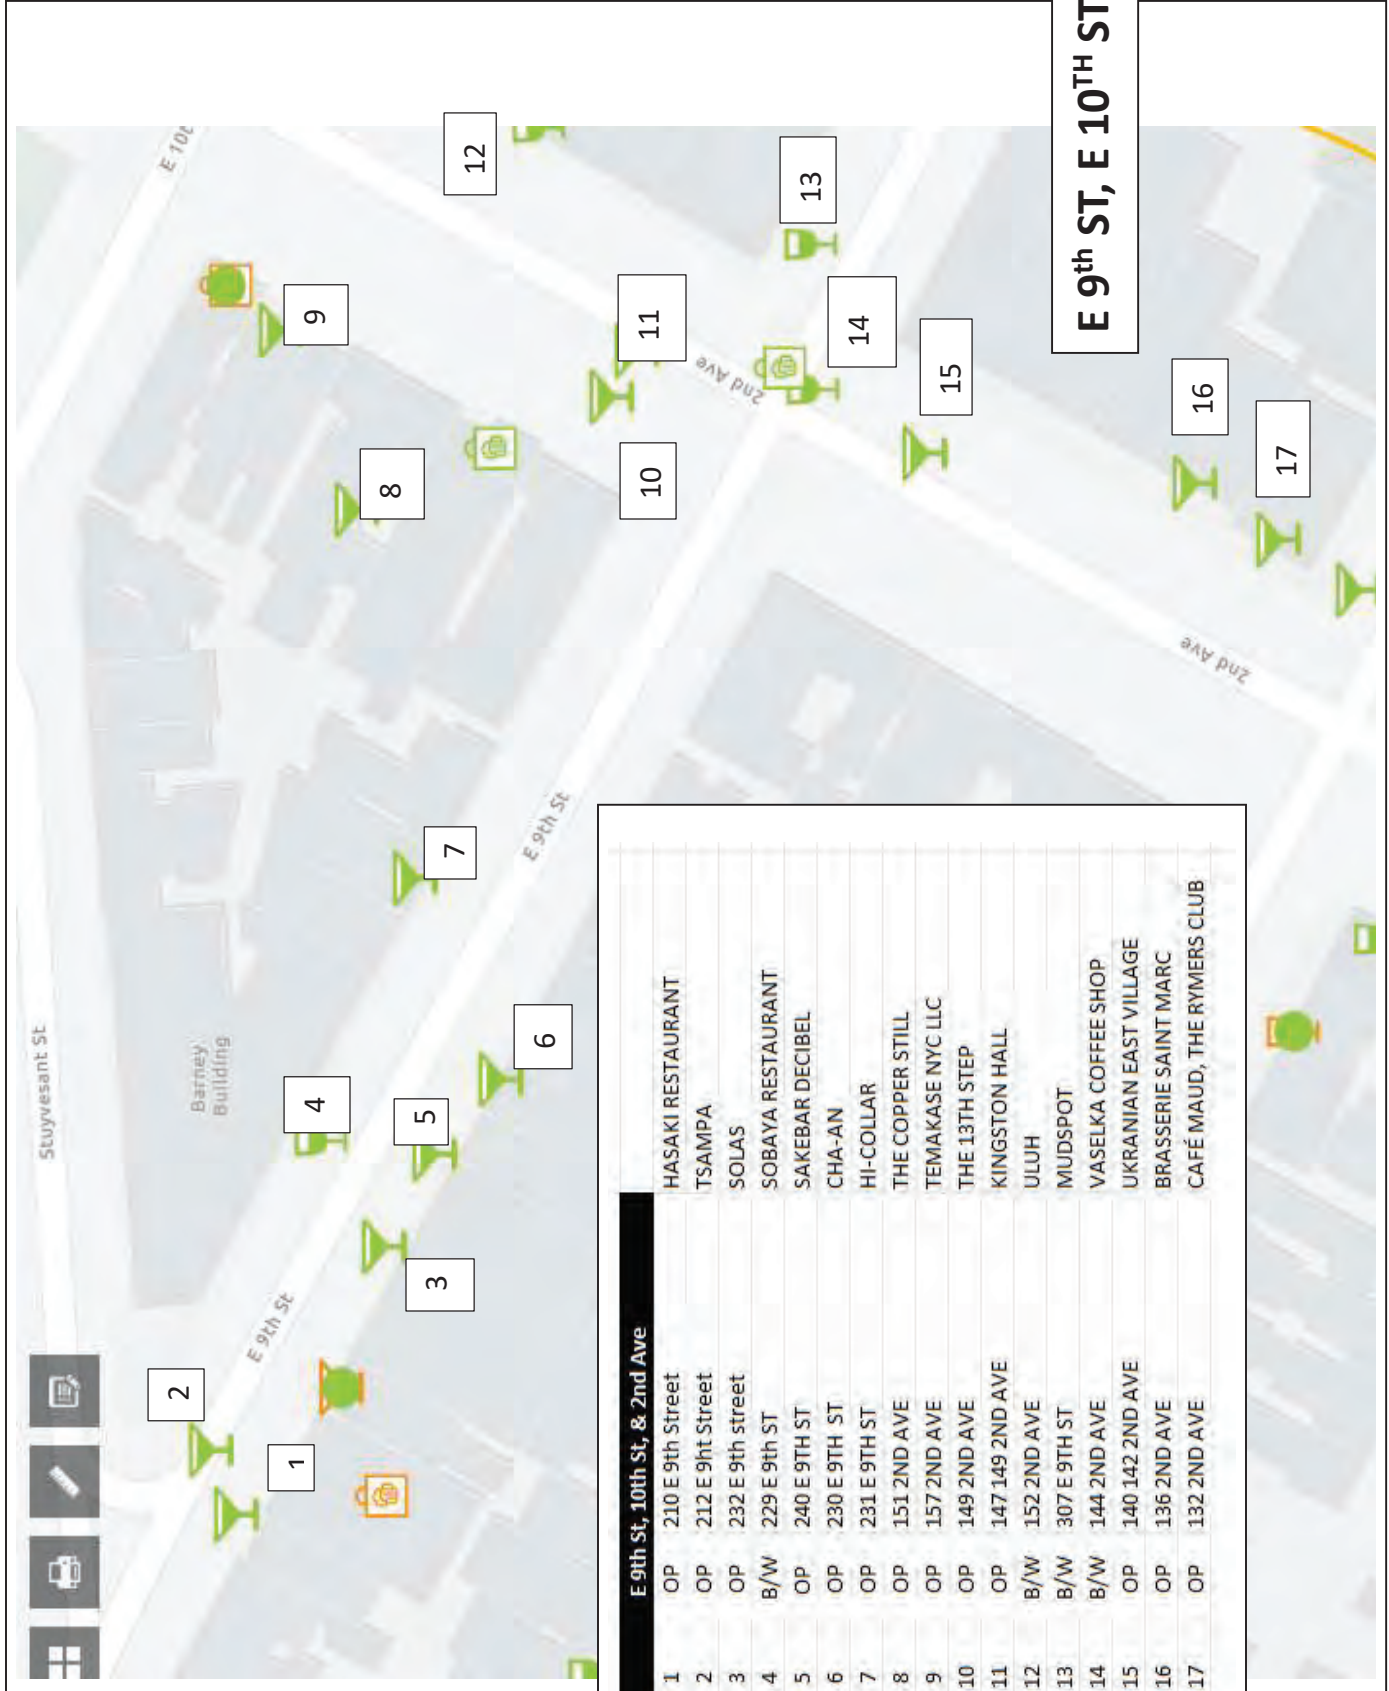 E 9th ST, E 10TH ST
Stuyvesant St
Barney
Building
E 9th St
E 9th St
E 10t
2nd Ave
2nd Ave
1
2
3
4
5
6
7
8
9
10
11
12
13
14
15
16
17
E 9th St, 10th St, & 2nd Ave
1 OP 210 E 9th Street HASAKI RESTAURANT
2 OP 212 E 9ht Street TSAMPA
3 OP 232 E 9th street SOLAS
4 B/W 229 E 9th ST SOBAYA RESTAURANT
5 OP 240 E 9TH ST SAKEBAR DECIBEL
6 OP 230 E 9TH ST CHA-AN
7 OP 231 E 9TH ST HI-COLLAR
8 OP 151 2ND AVE THE COPPER STILL
9 OP 157 2ND AVE TEMAKASE NYC LLC
10 OP 149 2ND AVE THE 13TH STEP
11 OP 147 149 2ND AVE KINGSTON HALL
12 B/W 152 2ND AVE ULUH
13 B/W 307 E 9TH ST MUDSPOT
14 B/W 144 2ND AVE VASELKA COFFEE SHOP
15 OP 140 142 2ND AVE UKRANIAN EAST VILLAGE
16 OP 136 2ND AVE BRASSERIE SAINT MARC
17 OP 132 2ND AVE CAFÉ MAUD, THE RYMERS CLUB